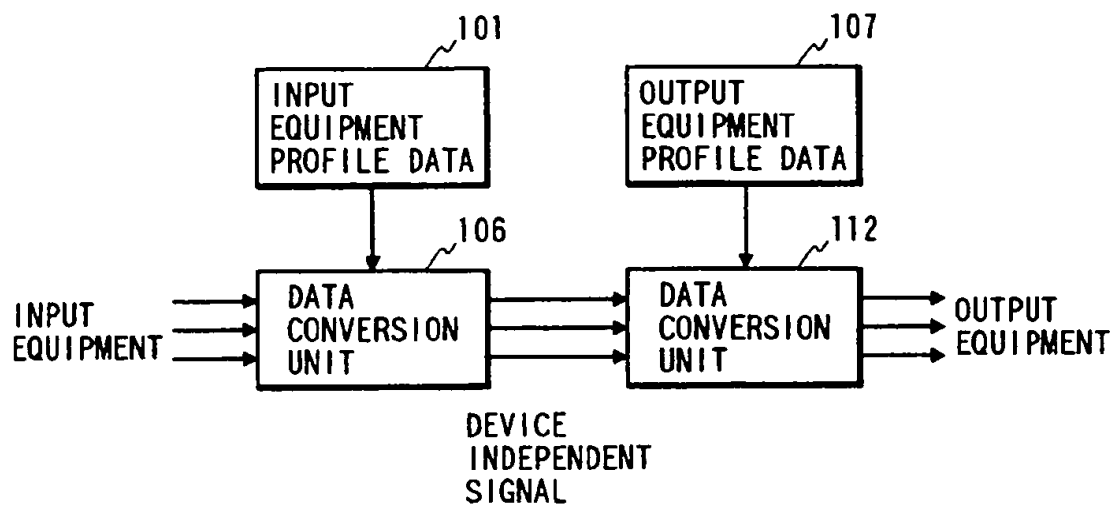 101
INPUT
EQUIPMENT
PROFILE DATA
107
OUTPUT
EQUIPMENT
PROFILE DATA
106
DATA
CONVERSION
UNIT
112
DATA
CONVERSION
UNIT
INPUT
EQUIPMENT
OUTPUT
EQUIPMENT
DEVICE
INDEPENDENT
SIGNAL